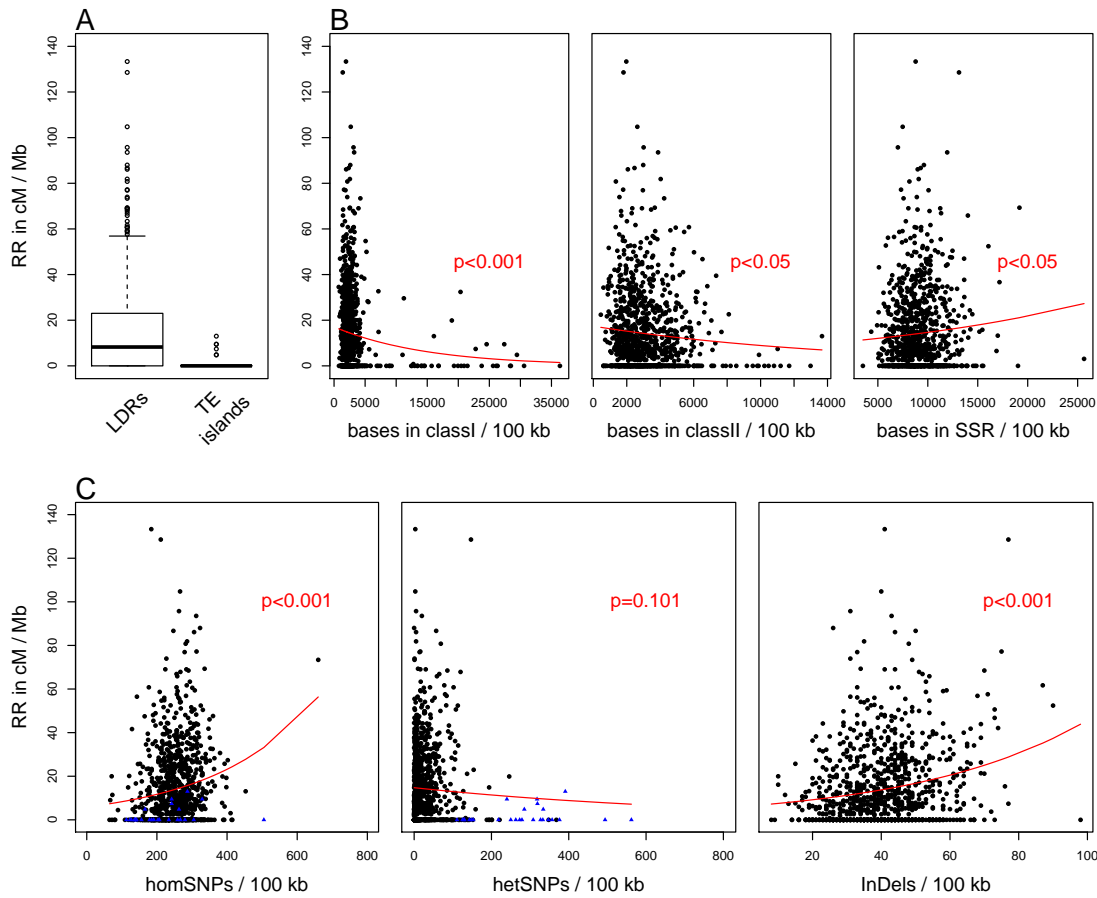 A
B
RR in cM / Mb
0 20 40 60 80 100 120 140
LDRs
TE islands
p<0.001
0 5000 15000 25000 35000
bases in classI / 100 kb
p<0.05
0 2000 6000 10000 14000
bases in classII / 100 kb
p<0.05
5000 10000 15000 20000 25000
bases in SSR / 100 kb
C
RR in cM / Mb
0 20 40 60 80 100 120 140
p<0.001
0 200 400 600 800
homSNPs / 100 kb
p=0.101
0 200 400 600 800
hetSNPs / 100 kb
p<0.001
20 40 60 80 100
InDels / 100 kb